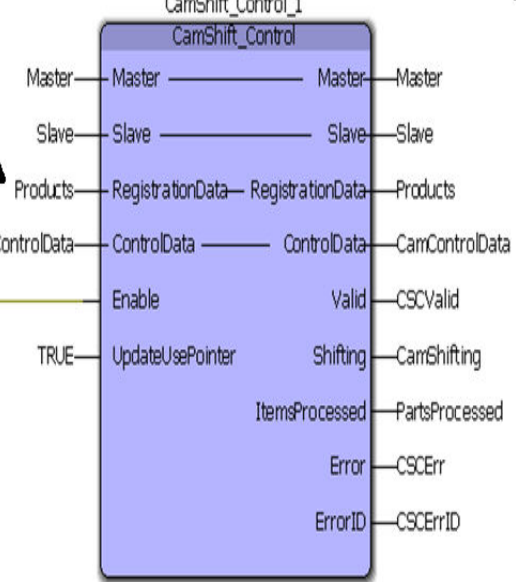 CamShift_Control_1
CamShift_Control
Master Master Master Master
Slave Slave Slave Slave
Products RegistrationData RegistrationData Products
ControlData ControlData ControlData CamControlData
Enable Valid CSCValid
TRUE UpdateUsePointer Shifting CamShifting
ItemsProcessed PartsProcessed
Error CSCErr
ErrorID CSCErrID